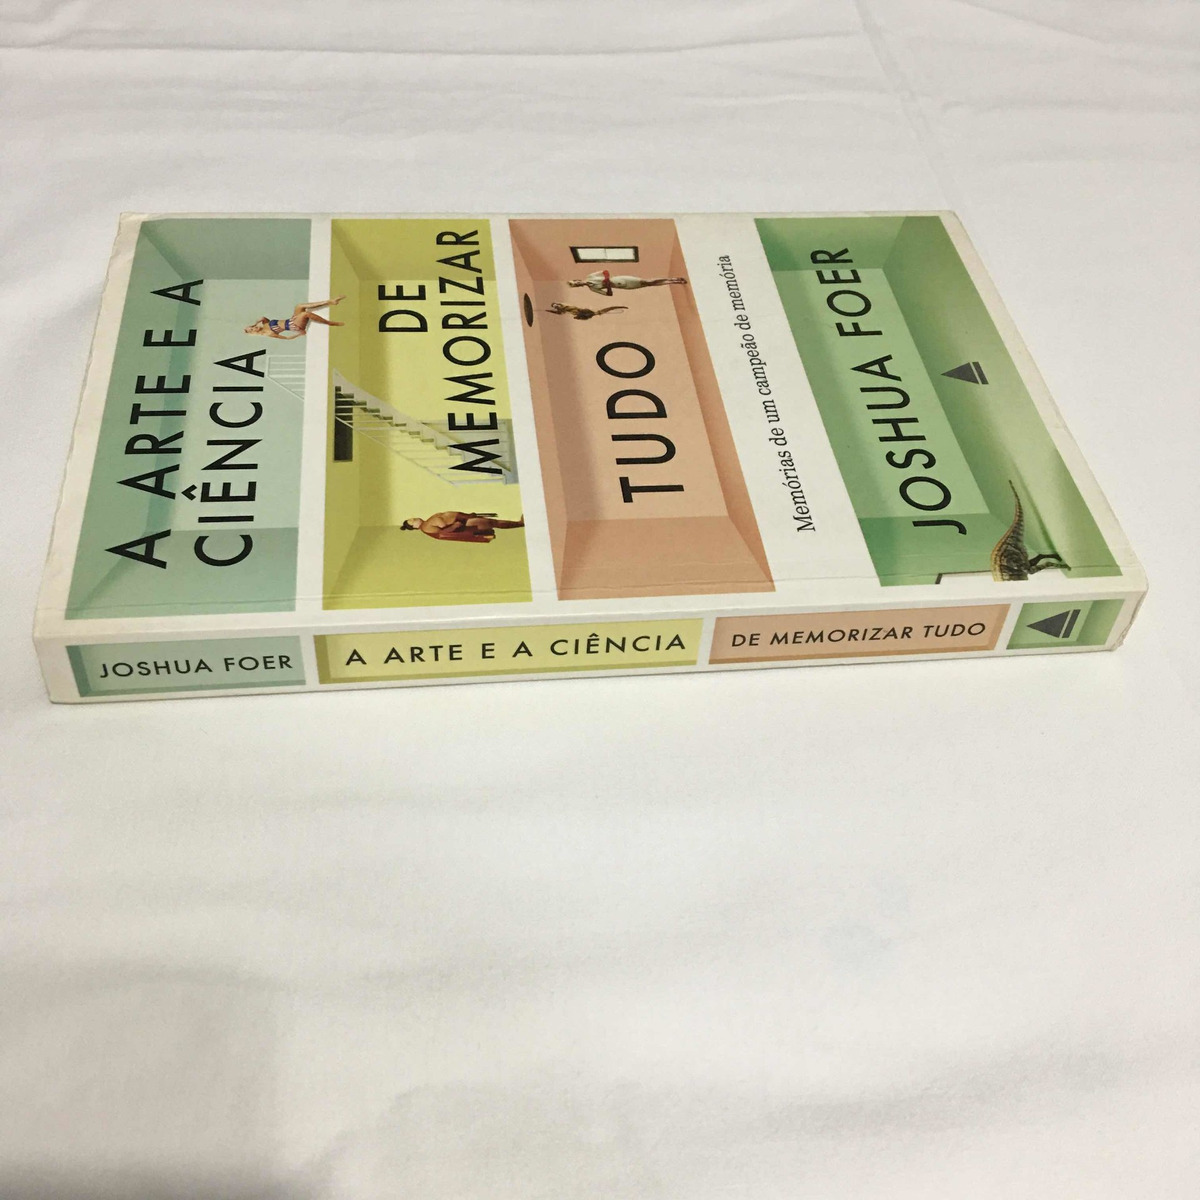 A ARTE E A
CIÊNCIA
DE
MEMORIZAR
TUDO
Memórias de um campeão de memória
JOSHUA FOER
JOSHUA FOER
A ARTE E A CIÊNCIA
DE MEMORIZAR TUDO